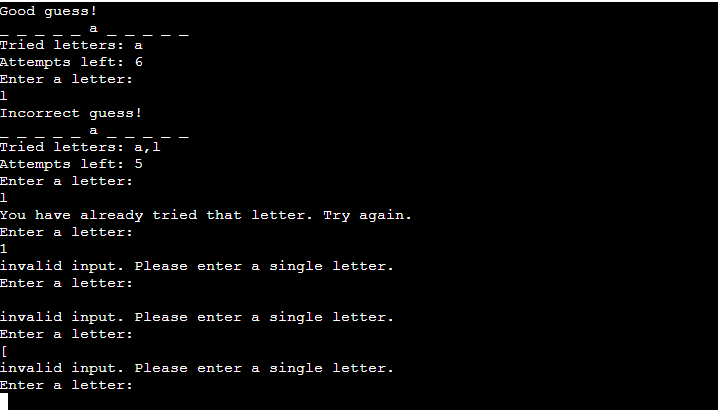 Good guess!
_ _ _ _ _ a _ _ _ _ _
Tried letters: a
Attempts left: 6
Enter a letter:
l
Incorrect guess!
_ _ _ _ _ a _ _ _ _ _
Tried letters: a,l
Attempts left: 5
Enter a letter:
l
You have already tried that letter. Try again.
Enter a letter:
1
invalid input. Please enter a single letter.
Enter a letter:

invalid input. Please enter a single letter.
Enter a letter:
[
invalid input. Please enter a single letter.
Enter a letter: